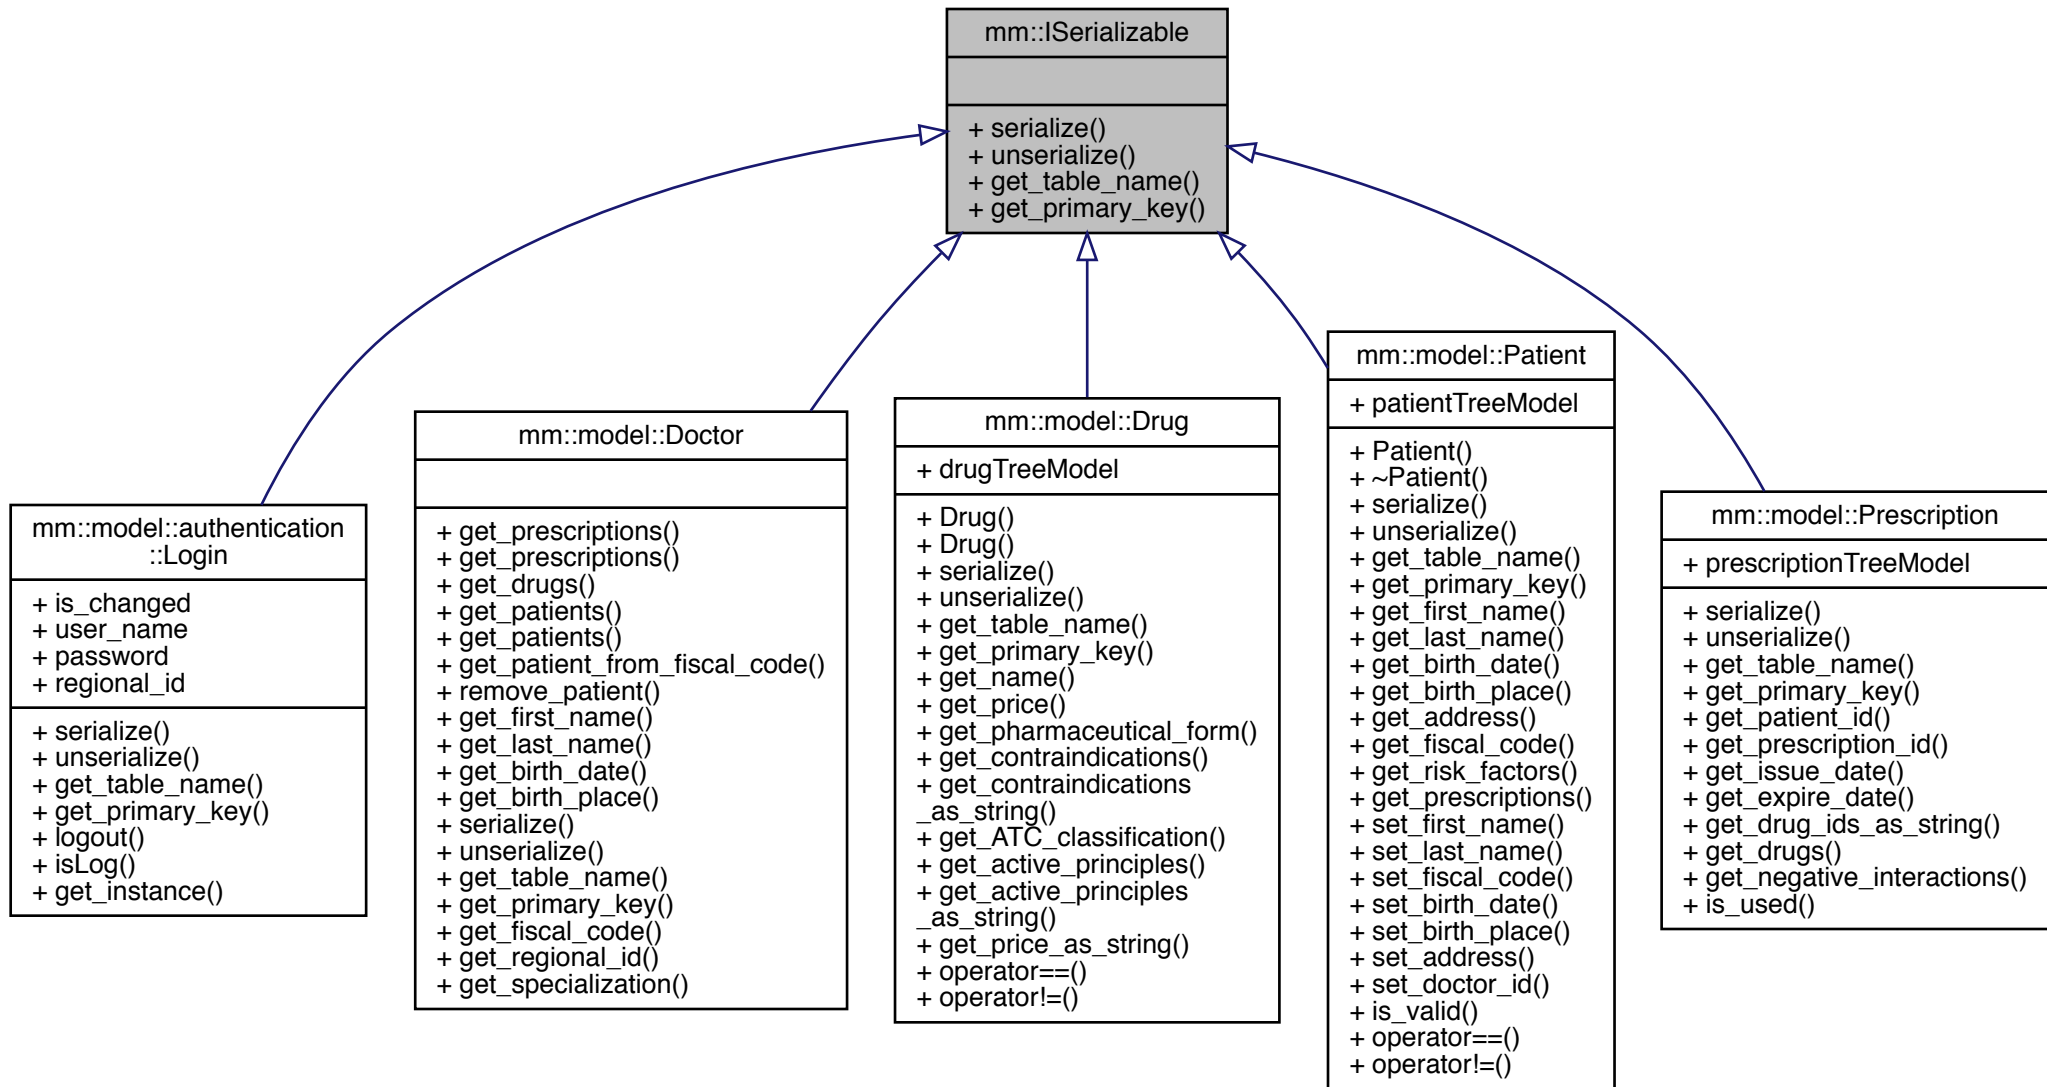 mm::ISerializable
+ serialize()
+ unserialize()
+ get_table_name()
+ get_primary_key()
mm::model::authentication
::Login
+ is_changed
+ user_name
+ password
+ regional_id
+ serialize()
+ unserialize()
+ get_table_name()
+ get_primary_key()
+ logout()
+ isLog()
+ get_instance()
mm::model::Doctor
+ get_prescriptions()
+ get_prescriptions()
+ get_drugs()
+ get_patients()
+ get_patients()
+ get_patient_from_fiscal_code()
+ remove_patient()
+ get_first_name()
+ get_last_name()
+ get_birth_date()
+ get_birth_place()
+ serialize()
+ unserialize()
+ get_table_name()
+ get_primary_key()
+ get_fiscal_code()
+ get_regional_id()
+ get_specialization()
mm::model::Drug
+ drugTreeModel
+ Drug()
+ Drug()
+ serialize()
+ unserialize()
+ get_table_name()
+ get_primary_key()
+ get_name()
+ get_price()
+ get_pharmaceutical_form()
+ get_contraindications()
+ get_contraindications
_as_string()
+ get_ATC_classification()
+ get_active_principles()
+ get_active_principles
_as_string()
+ get_price_as_string()
+ operator==()
+ operator!=()
mm::model::Patient
+ patientTreeModel
+ Patient()
+ ~Patient()
+ serialize()
+ unserialize()
+ get_table_name()
+ get_primary_key()
+ get_first_name()
+ get_last_name()
+ get_birth_date()
+ get_birth_place()
+ get_address()
+ get_fiscal_code()
+ get_risk_factors()
+ get_prescriptions()
+ set_first_name()
+ set_last_name()
+ set_fiscal_code()
+ set_birth_date()
+ set_birth_place()
+ set_address()
+ set_doctor_id()
+ is_valid()
+ operator==()
+ operator!=()
mm::model::Prescription
+ prescriptionTreeModel
+ serialize()
+ unserialize()
+ get_table_name()
+ get_primary_key()
+ get_patient_id()
+ get_prescription_id()
+ get_issue_date()
+ get_expire_date()
+ get_drug_ids_as_string()
+ get_drugs()
+ get_negative_interactions()
+ is_used()